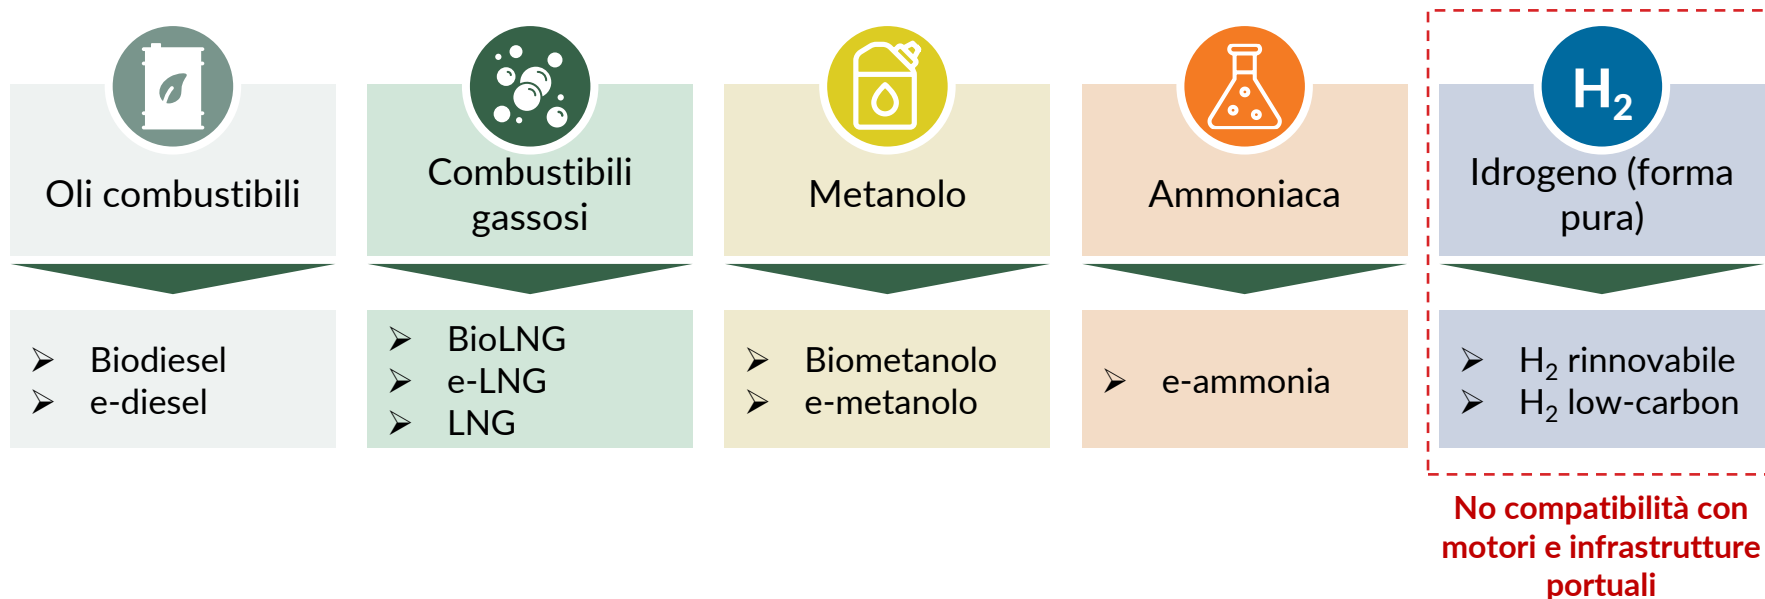 Oli combustibili
Combustibili
gassosi
Metanolo
Ammoniaca
H₂
Idrogeno (forma
pura)
➢ Biodiesel
➢ e-diesel
➢ BioLNG
➢ e-LNG
➢ LNG
➢ Biometanolo
➢ e-metanolo
➢ e-ammonia
➢ H₂ rinnovabile
➢ H₂ low-carbon
No compatibilità con
motori e infrastrutture
portuali